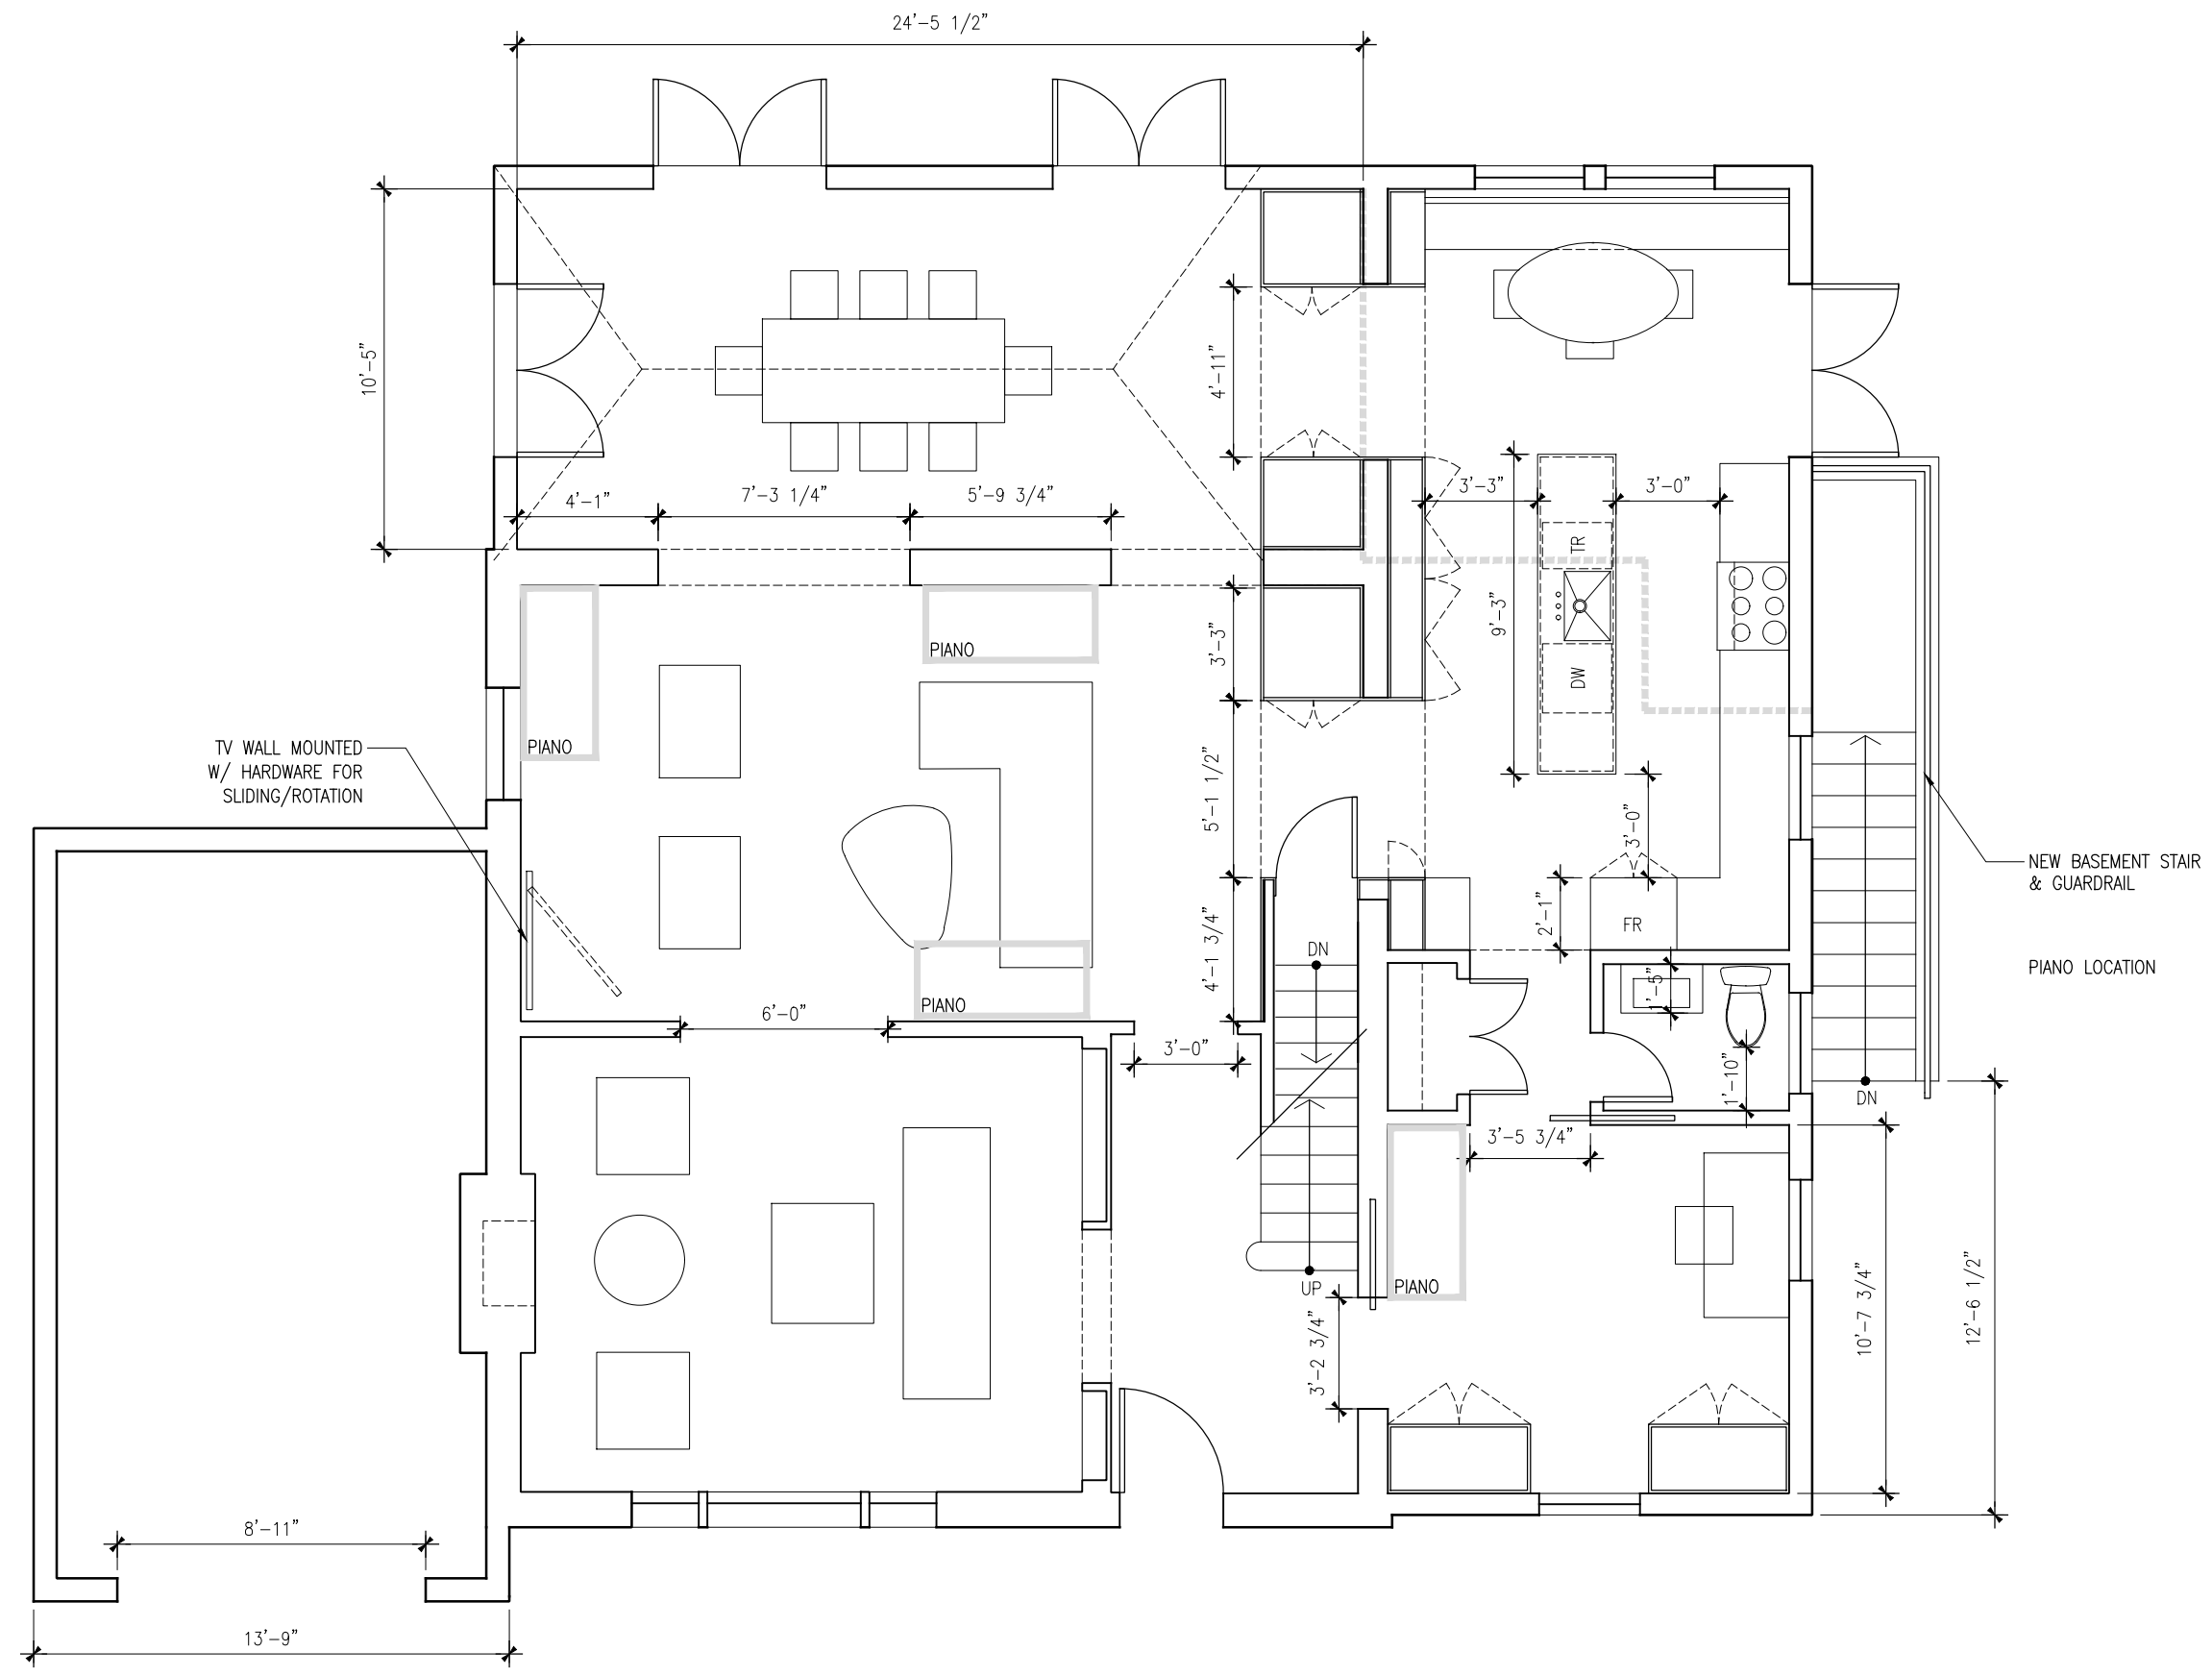 24'-5 1/2"
10'-5"
4'-11"
4'-1"
7'-3 1/4"
5'-9 3/4"
3'-3"
3'-0"
TR
9'-3"
3'-3"
PIANO
DW
PIANO
TV WALL MOUNTED
W/ HARDWARE FOR
SLIDING/ROTATION
5'-1 1/2"
3'-0"
NEW BASEMENT STAIR
& GUARDRAIL
2'-1"
FR
4'-1 3/4"
DN
PIANO LOCATION
1'-5"
PIANO
6'-0"
3'-0"
1'-10"
DN
3'-5 3/4"
UP
PIANO
3'-2 3/4"
10'-7 3/4"
12'-6 1/2"
8'-11"
13'-9"